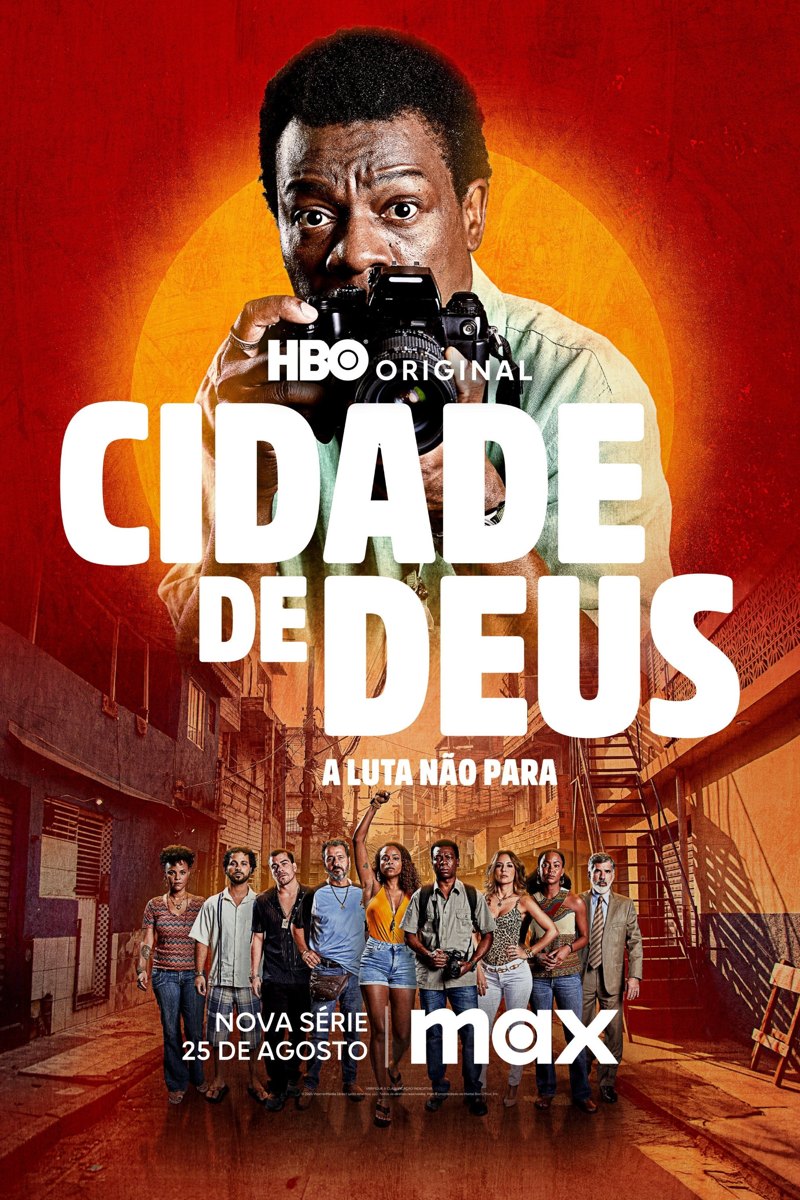 HBO ORIGINAL
CIDADE
DE DEUS
A LUTA NÃO PARA
NOVA SÉRIE
25 DE AGOSTO
max